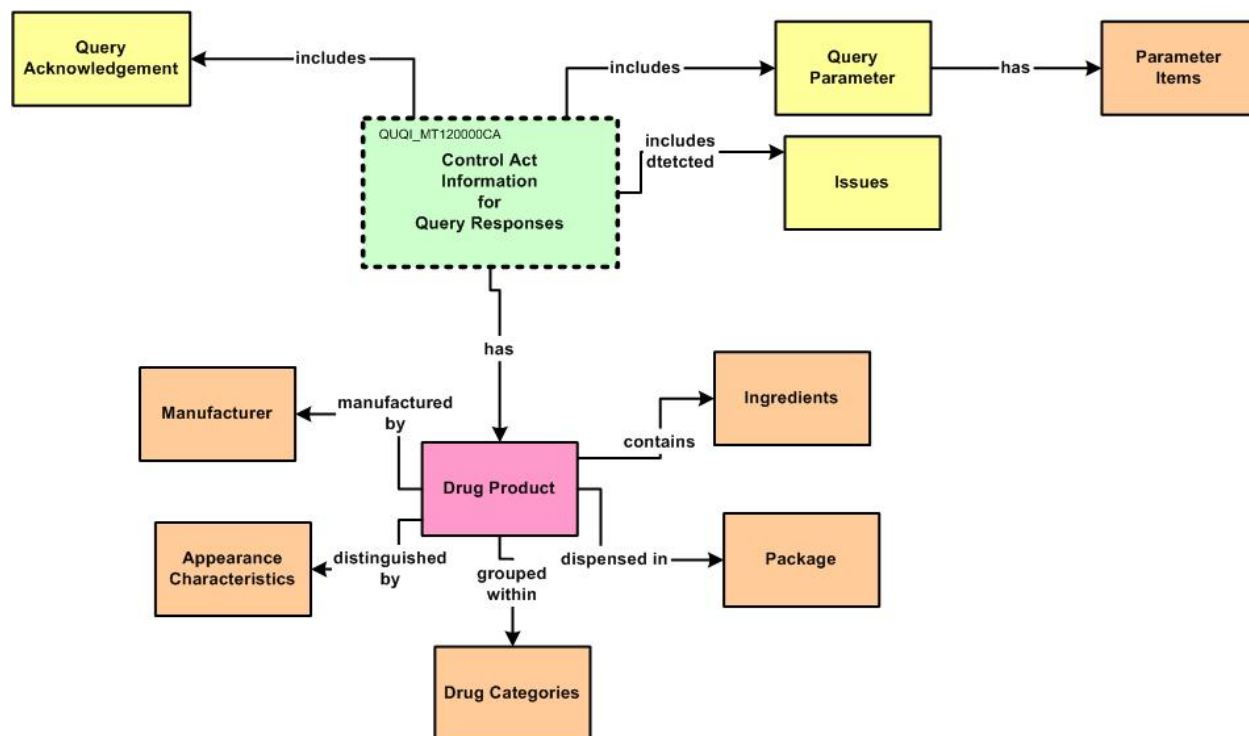 Query
Acknowledgement
includes
includes
Query
Parameter
has
Parameter
Items
QUQI_MT120000CA
Control Act
Information
for
Query Responses
includes
dtetcted
Issues
has
Manufacturer
manufactured
by
Ingredients
contains
Drug Product
Appearance
Characteristics
distinguished
by
grouped
within
dispensed in
Package
Drug Categories